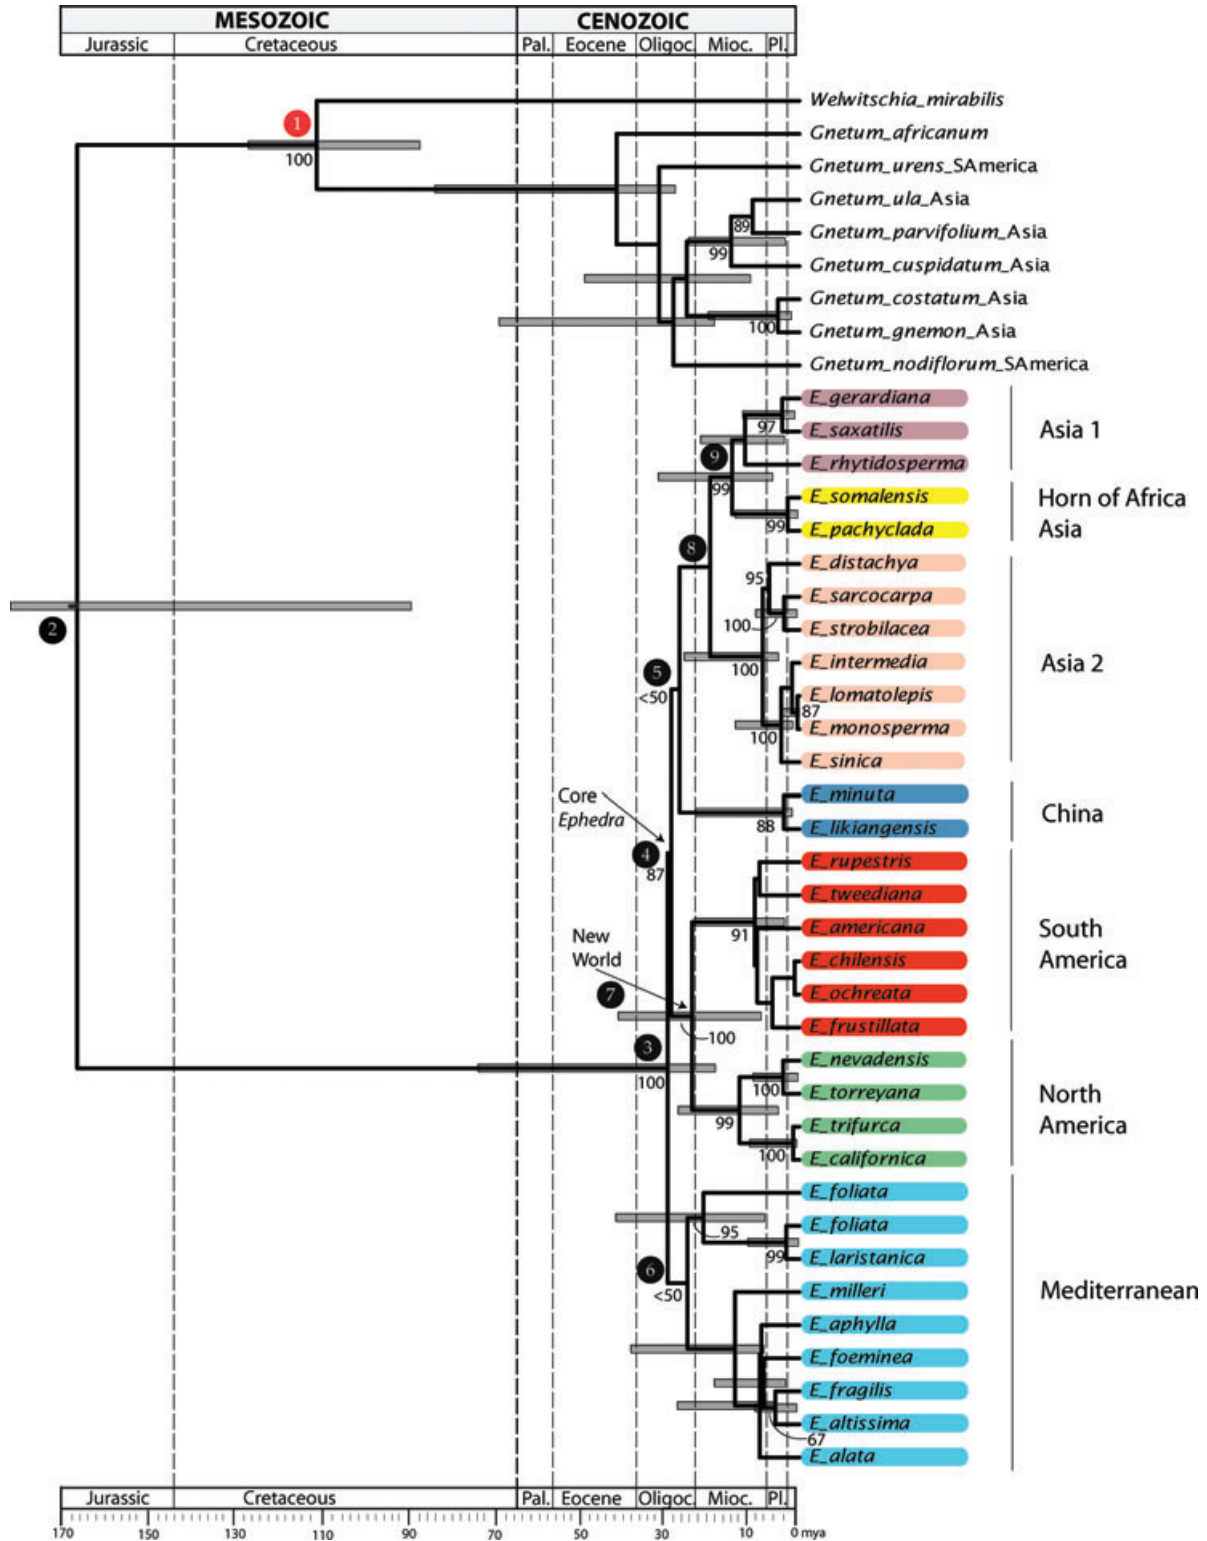 MESOZOIC CENOZOIC
Jurassic Cretaceous Pal. Eocene Oligoc. Mioc. Pl.
Welwitschia_mirabilis
1
100
Gnetum_africanum
Gnetum_urens_SAmerica
Gnetum_ula_Asia
89
Gnetum_parvifolium_Asia
99
Gnetum_cuspidatum_Asia
Gnetum_costatum_Asia
100
Gnetum_gnemon_Asia
Gnetum_nodiflorum_SAmerica
E_gerardiana
97
E_saxatilis
Asia 1
9
E_rhytidosperma
99
E_somalensis
Horn of Africa
99
E_pachyclada
Asia
8
E_distachya
95
E_sarcocarpa
100
E_strobilacea
2
100
E_intermedia
Asia 2
5
<50
E_lomatolepis
87
E_monosperma
100
E_sinica
Core
Ephedra
E_minuta
China
88
E_likiangensis
4
87
E_rupestris
E_tweediana
91
E_americana
South
America
New
World
E_chilensis
7
E_ochreata
E_frustillata
100
3
100
E_nevadensis
100
E_torreyana
North
America
99
E_trifurca
100
E_californica
E_foliata
95
E_foliata
99
E_laristanica
6
<50
E_milleri
Mediterranean
E_aphylla
E_foeminea
E_fragilis
E_altissima
67
E_alata
Jurassic Cretaceous Pal. Eocene Oligoc. Mioc. Pl.
170 150 130 110 90 70 50 30 10 0 mya